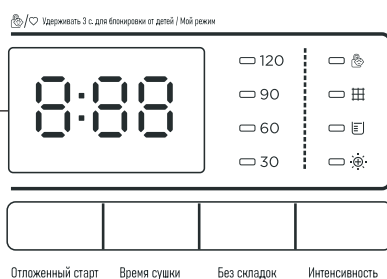 Удерживать 3 с. для блонировки от детей / Мой режим
8:88
120
90
60
30
Отложенный старт Время сушки Без складок Интенсивность